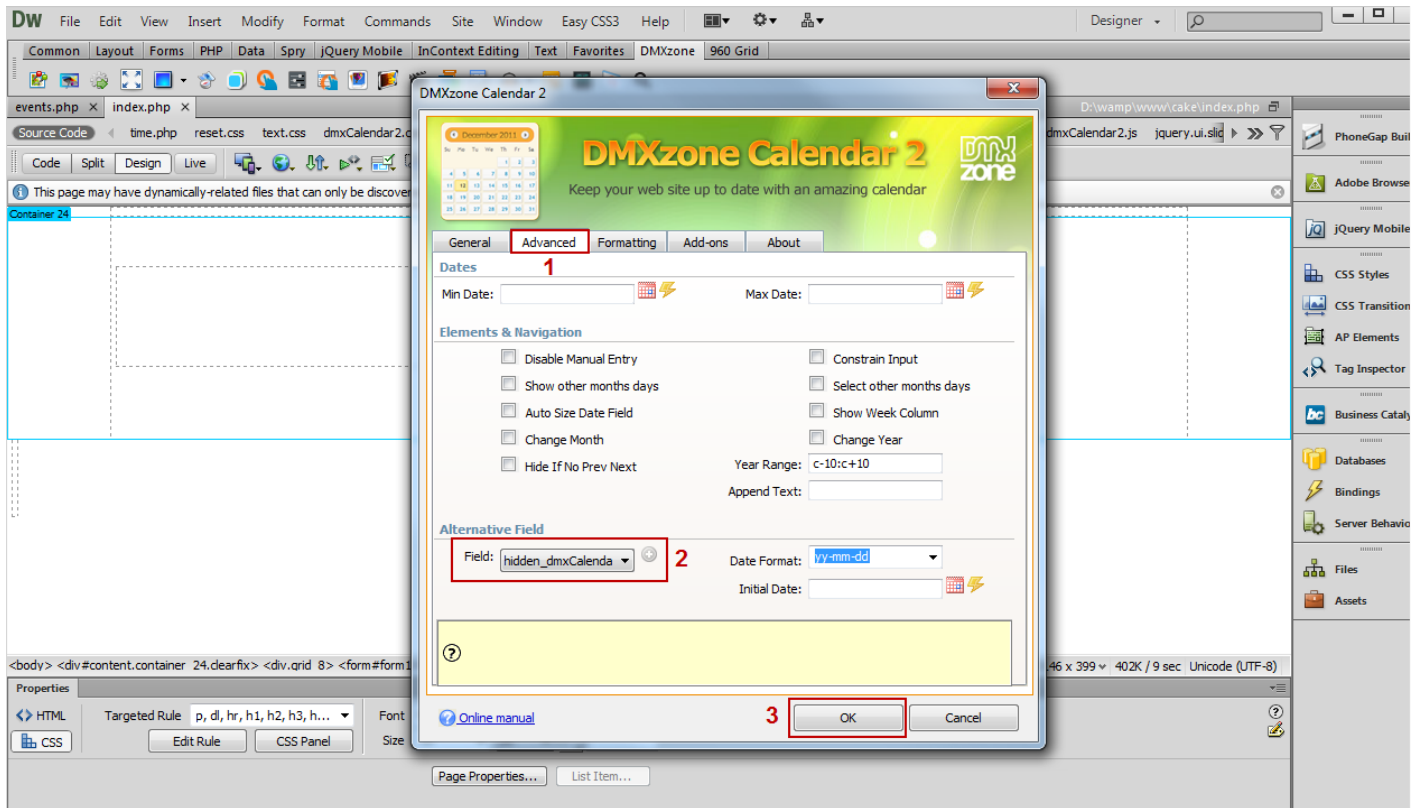 DW File Edit View Insert Modify Format Commands Site Window Easy CSS3 Help Designer
Common Layout Forms PHP Data Spry jQuery Mobile InContext Editing Text Favorites DMXzone 960 Grid
events.php × index.php × D:\wamp\www\cake\index.php
Source Code time.php reset.css text.css dmxCalendar2.c dmxCalendar2.js jquery.ui.slid
Code Split Design Live
This page may have dynamically-related files that can only be discover
Container 24
DMXzone Calendar 2
December 2011
DMXzone Calendar 2
DMX zone
Keep your web site up to date with an amazing calendar
General Advanced Formatting Add-ons About
1
Dates
Min Date: Max Date:
Elements & Navigation
Disable Manual Entry Constrain Input
Show other months days Select other months days
Auto Size Date Field Show Week Column
Change Month Change Year
Hide If No Prev Next Year Range: c-10:c+10
Append Text:
Alternative Field
Field: hidden_dmxCalenda 2 Date Format: yy-mm-dd
Initial Date:
Online manual 3 OK Cancel
PhoneGap Buil
Adobe Browse
jQuery Mobile
CSS Styles
CSS Transition
AP Elements
Tag Inspector
Business Cataly
Databases
Bindings
Server Behavio
Files
Assets
<body> <div#content.container_24.clearfix> <div.grid_8> <form#form1 46 x 399 402K / 9 sec Unicode (UTF-8)
Properties
HTML Targeted Rule p, dl, hr, h1, h2, h3, h... Font
CSS Edit Rule CSS Panel Size
Page Properties... List Item...